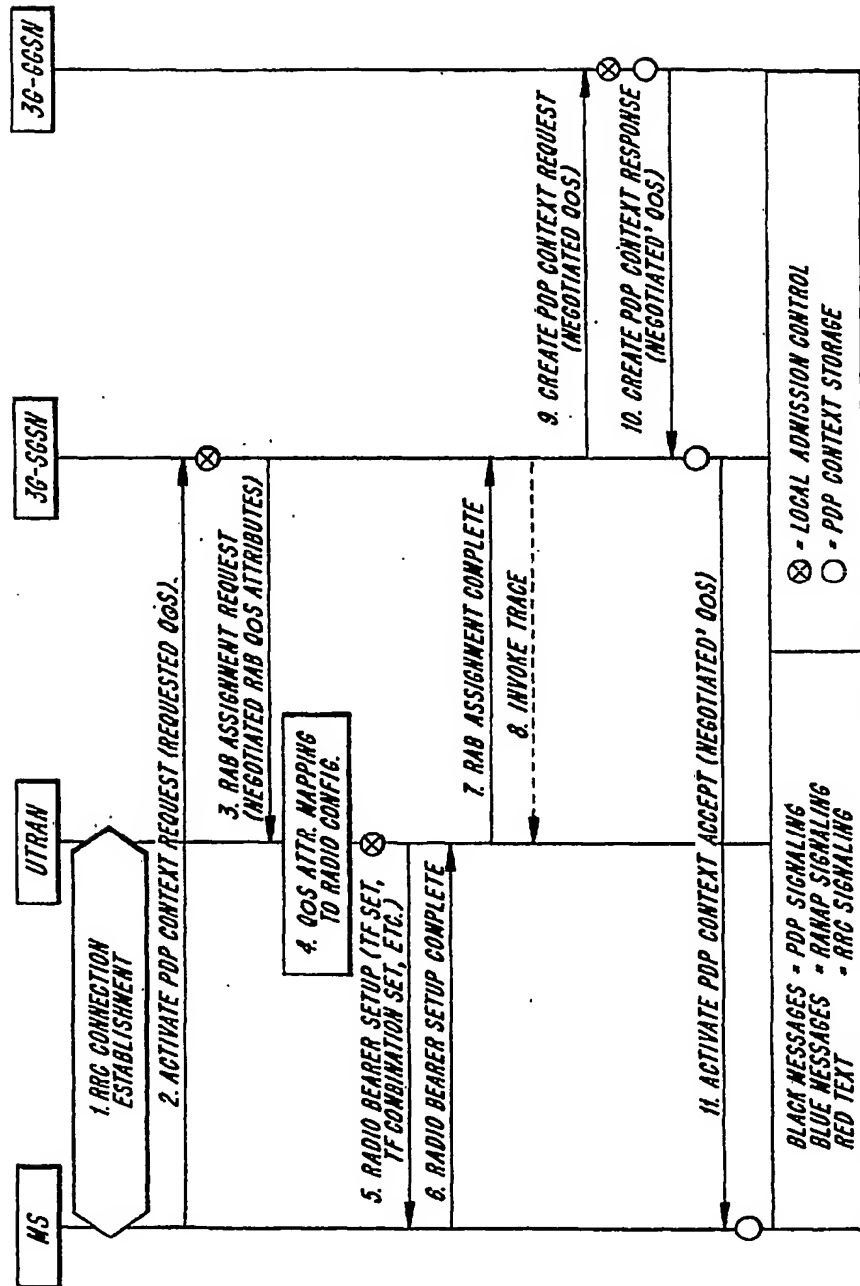 MS
UTRAN
3G-SGSN
3G-GGSN
1. RRC CONNECTION
ESTABLISHMENT
2. ACTIVATE PDP CONTEXT REQUEST (REQUESTED QOS).
3. RAB ASSIGNMENT REQUEST
(NEGOTIATED RAB QOS ATTRIBUTES)
4. QOS ATTR. MAPPING
TO RADIO CONFIG.
5. RADIO BEARER SETUP (TF SET,
TF COMBINATION SET, ETC.)
6. RADIO BEARER SETUP COMPLETE
7. RAB ASSIGNMENT COMPLETE
8. INVOKE TRACE
9. CREATE PDP CONTEXT REQUEST
(NEGOTIATED QOS)
10. CREATE PDP CONTEXT RESPONSE
(NEGOTIATED' QOS)
11. ACTIVATE PDP CONTEXT ACCEPT (NEGOTIATED' QOS)
BLACK MESSAGES = PDP SIGNALING
BLUE MESSAGES = RANAP SIGNALING
RED TEXT = RRC SIGNALING
⊗ = LOCAL ADMISSION CONTROL
○ = PDP CONTEXT STORAGE